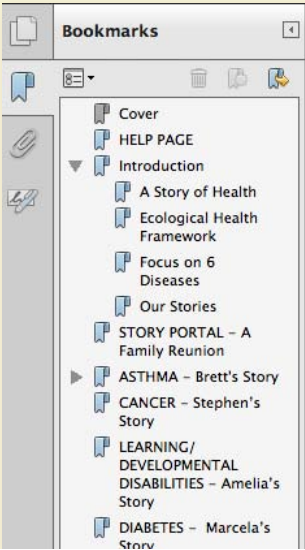 Bookmarks
Cover
HELP PAGE
Introduction
A Story of Health
Ecological Health
Framework
Focus on 6
Diseases
Our Stories
STORY PORTAL – A
Family Reunion
ASTHMA – Brett's Story
CANCER – Stephen's
Story
LEARNING/
DEVELOPMENTAL
DISABILITIES – Amelia's
Story
DIABETES – Marcela's
Story